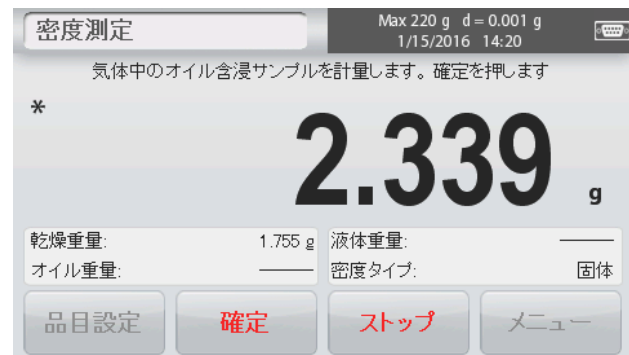 密度測定
Max 220 g d = 0.001 g
1/15/2016 14:20
気体中のオイル含浸サンプルを計量します。確定を押します
*
2.339 g
乾燥重量: 1.755 g 液体重量: ——
オイル重量: —— 密度タイプ: 固体
品目設定 確定 ストップ メニュー